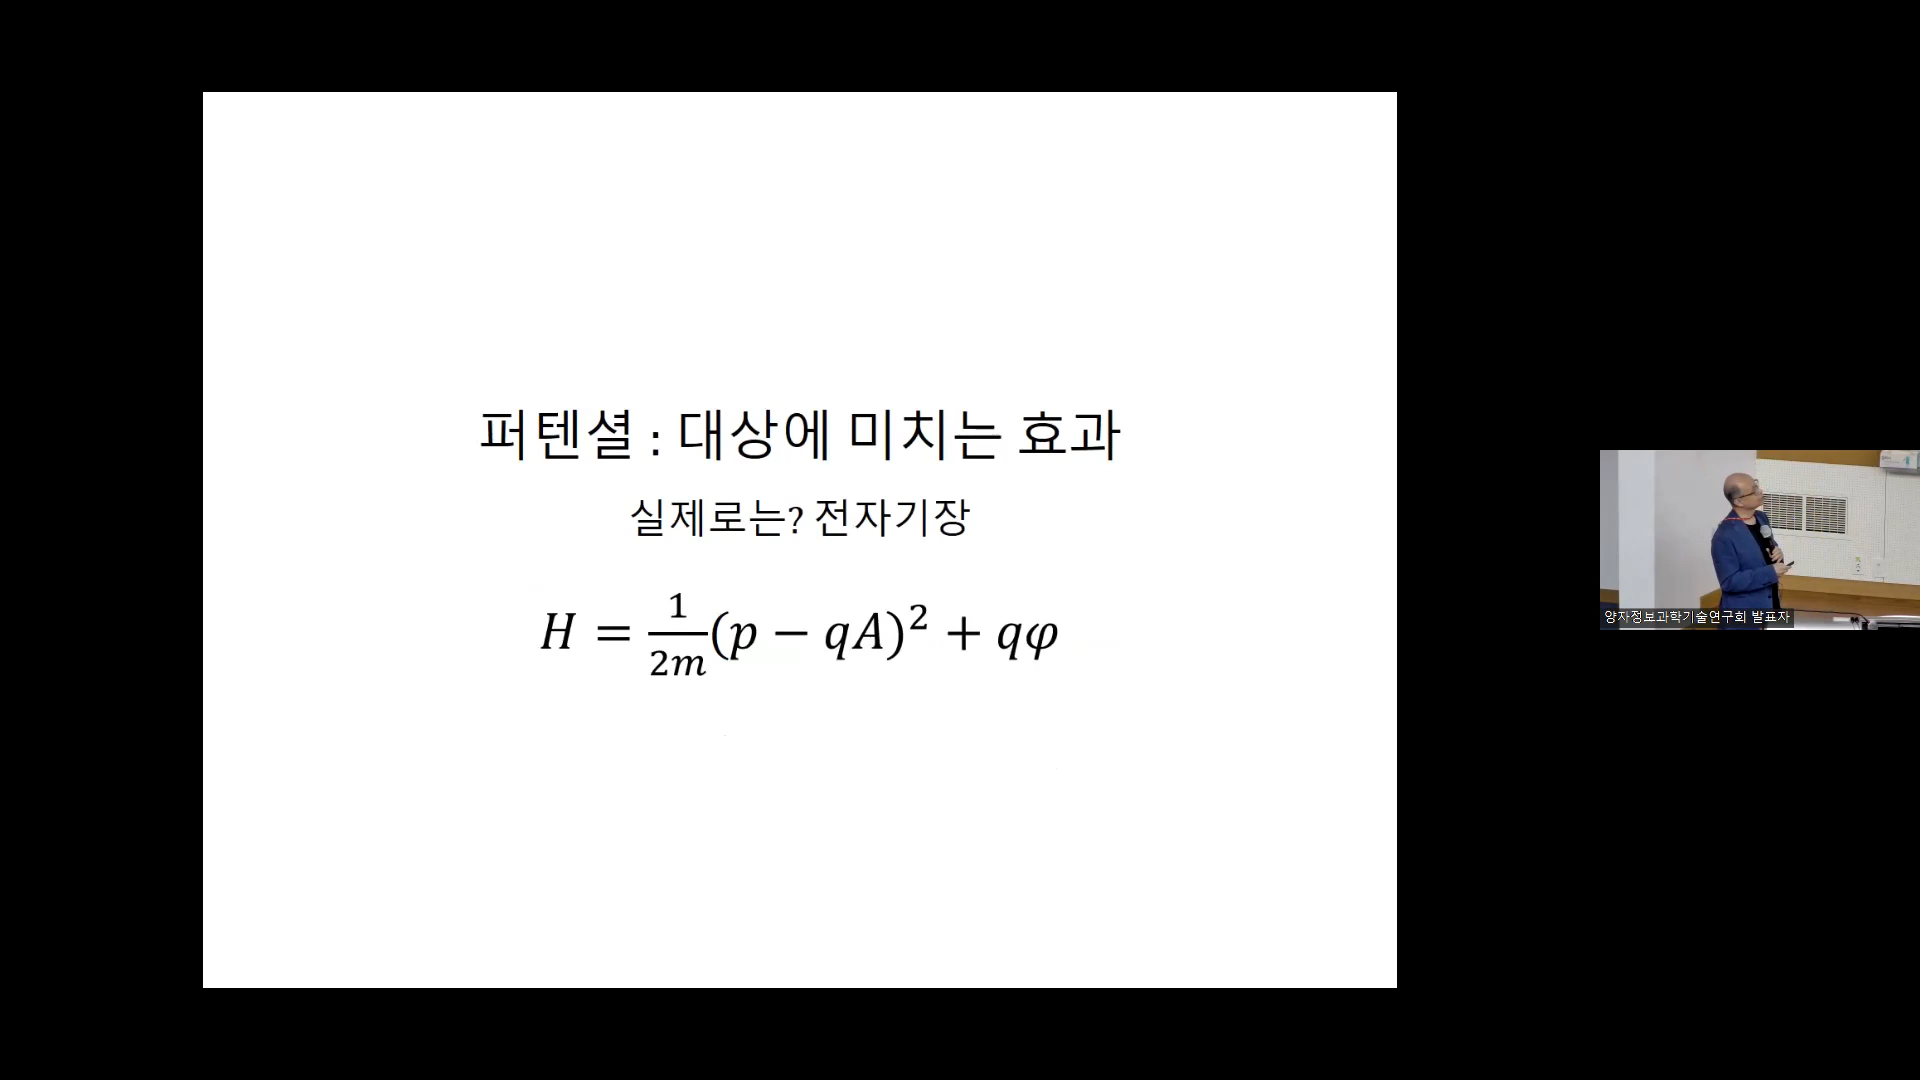 퍼텐셜 : 대상에 미치는 효과
실제로는? 전자기장
H = \frac{1}{2m}(p − qA)^2 + qφ
양자정보과학기술연구회 발표자